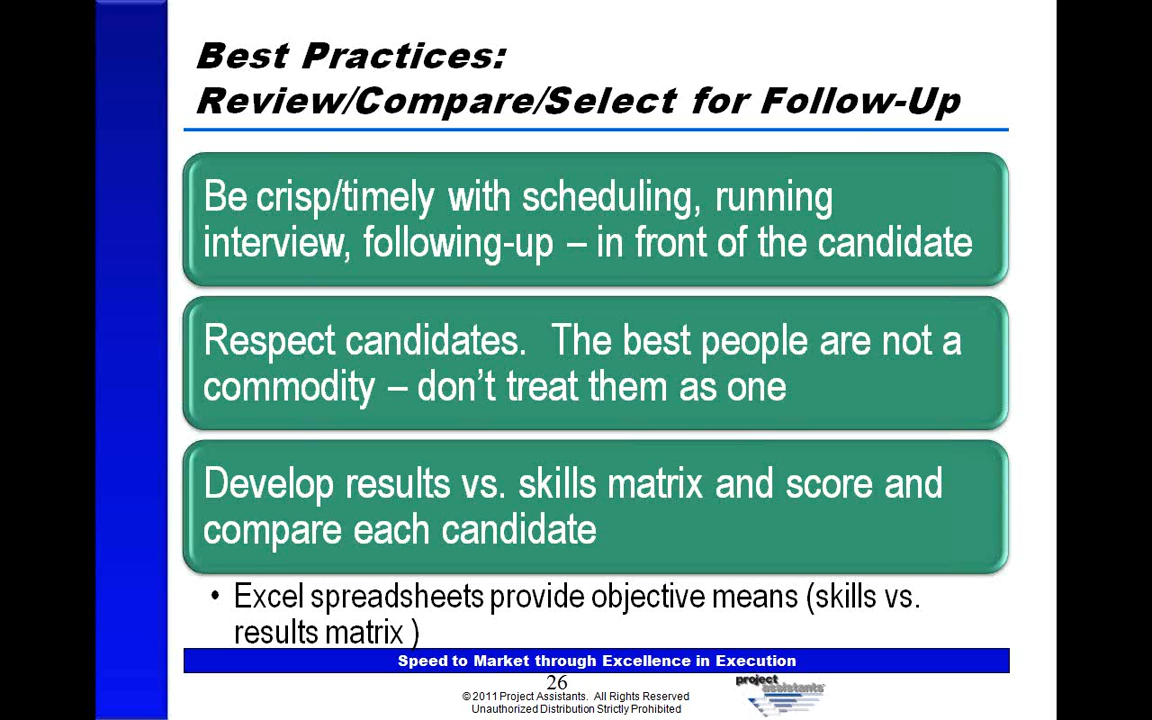 Best Practices:
Review/Compare/Select for Follow-Up
Be crisp/timely with scheduling, running
interview, following-up – in front of the candidate
Respect candidates.  The best people are not a
commodity – don't treat them as one
Develop results vs. skills matrix and score and
compare each candidate
• Excel spreadsheets provide objective means (skills vs.
results matrix )
Speed to Market through Excellence in Execution
26
©2011 Project Assistants.  All Rights Reserved
Unauthorized Distribution Strictly Prohibited
project
assistants